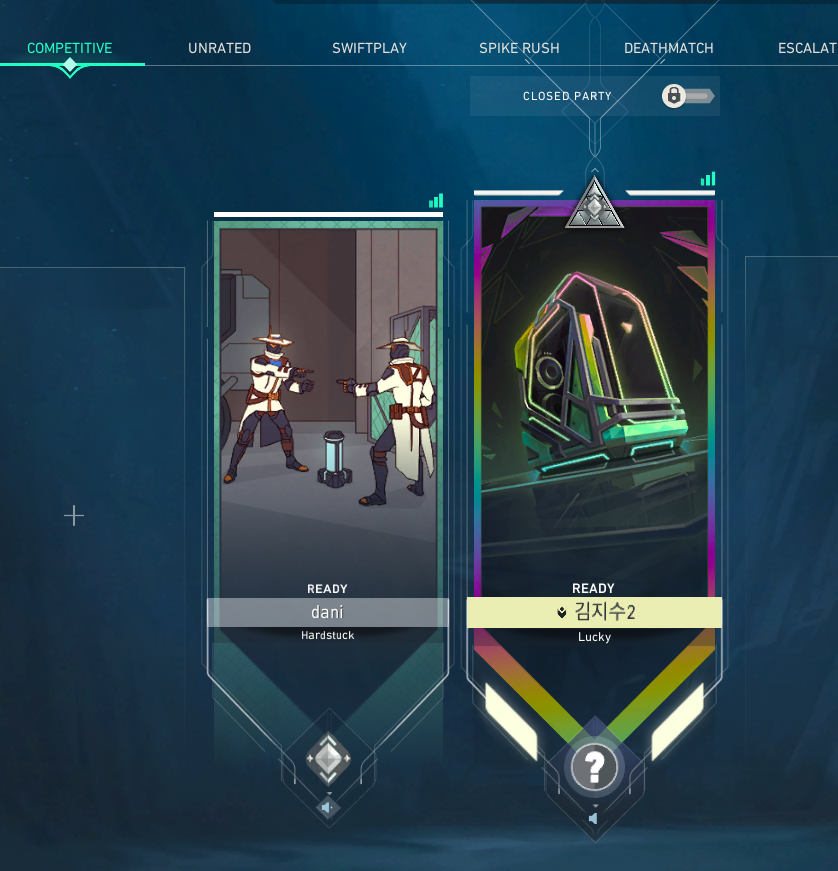 COMPETITIVE UNRATED SWIFTPLAY SPIKE RUSH DEATHMATCH ESCALAT
CLOSED PARTY
READY
dani
Hardstuck
READY
김지수2
Lucky
?